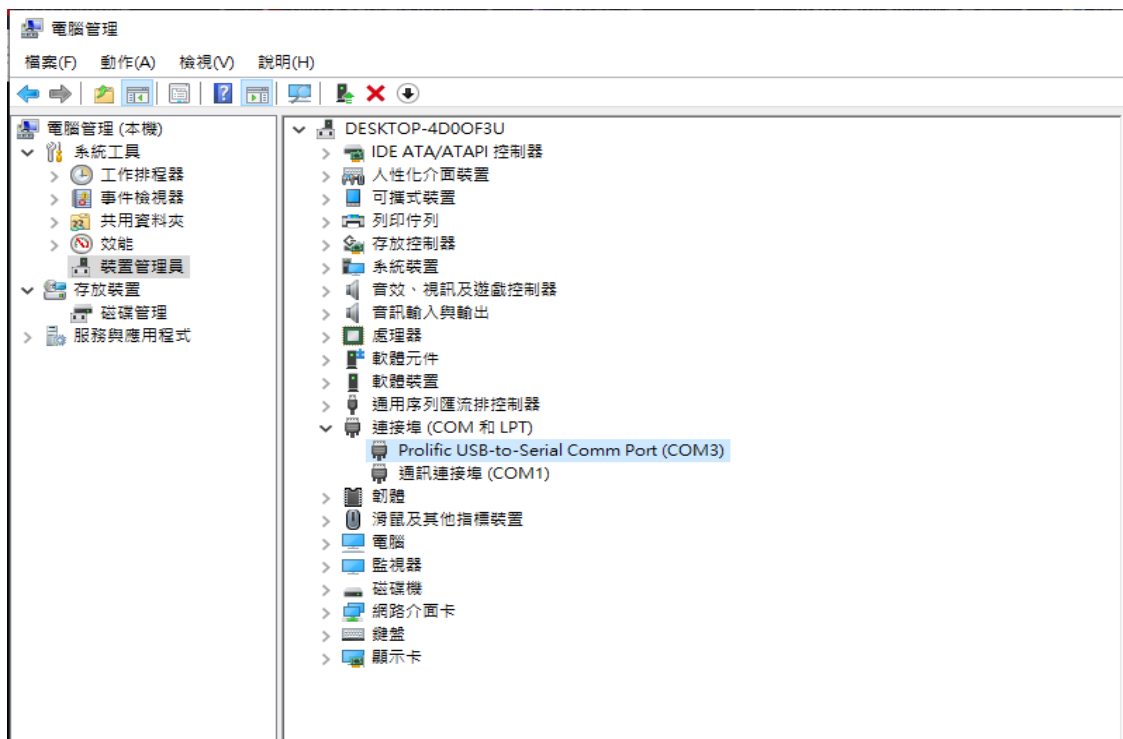 電腦管理
檔案(F) 動作(A) 檢視(V) 說明(H)
電腦管理 (本機)
系統工具
工作排程器
事件檢視器
共用資料夾
效能
裝置管理員
存放裝置
磁碟管理
服務與應用程式
DESKTOP-4D0OF3U
IDE ATA/ATAPI 控制器
人性化介面裝置
可攜式裝置
列印佇列
存放控制器
系統裝置
音效、視訊及遊戲控制器
音訊輸入與輸出
處理器
軟體元件
軟體裝置
通用序列匯流排控制器
連接埠 (COM 和 LPT)
Prolific USB-to-Serial Comm Port (COM3)
通訊連接埠 (COM1)
韌體
滑鼠及其他指標裝置
電腦
監視器
磁碟機
網路介面卡
鍵盤
顯示卡